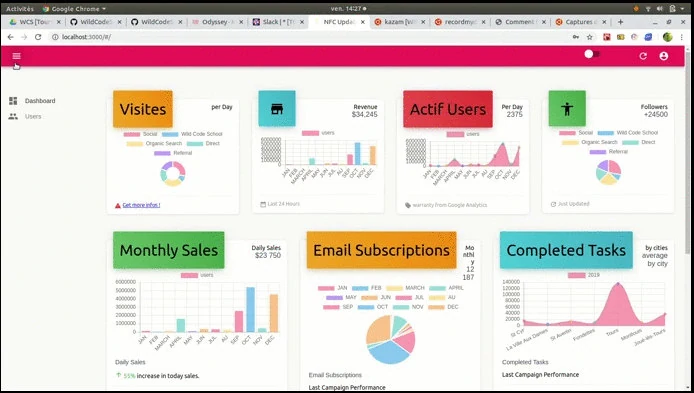 Activités
Google Chrome
ven. 14:27
WCS [Tour
WildCodeS
WildCodeS
Odyssey -
[Slack | * [T
NFC Updat
kazam [Wi
recordmyd
Comment
Captures
localhost:3000/#/
Dashboard
Users
Visites
per Day
Social
Wild Code School
Organic Search
Direct
Referral
Get more infos !
Revenue
$34,245
users
JAN
FEB
MARCH
APRIL
MAY
JUN
JUL
AU
SEP
OCT
NOV
DEC
Last 24 Hours
Actif Users
Per Day
2375
users
JAN
FEB
MARCH
APRIL
MAY
JUN
JUL
AU
SEP
OCT
NOV
DEC
warranty from Google Analytics
Followers
+24500
Social
Wild Code School
Organic Search
Direct
Referral
Just Updated
Monthly Sales
Daily Sales
$23 750
users
6000000
5000000
4000000
3000000
2000000
1000000
0
JAN
FEB
MARCH
APRIL
MAY
JUN
JUL
AU
SEP
OCT
NOV
DEC
Daily Sales
55% increase in today sales.
Email Subscriptions
Mo
nthl
y
12
187
JAN
FEB
MARCH
APRIL
MAY
JUN
JUL
AU
SEP
OCT
NOV
DEC
Email Subscriptions
Last Campaign Performance
Completed Tasks
by cities
average
by city
2019
140000
120000
100000
80000
60000
40000
20000
0
St Cyr
La Ville Aux Dames
St Avertin
Fondettes
Tours
Montlouis
Joué-lès-Tours
Completed Tasks
Last Campaign Performance